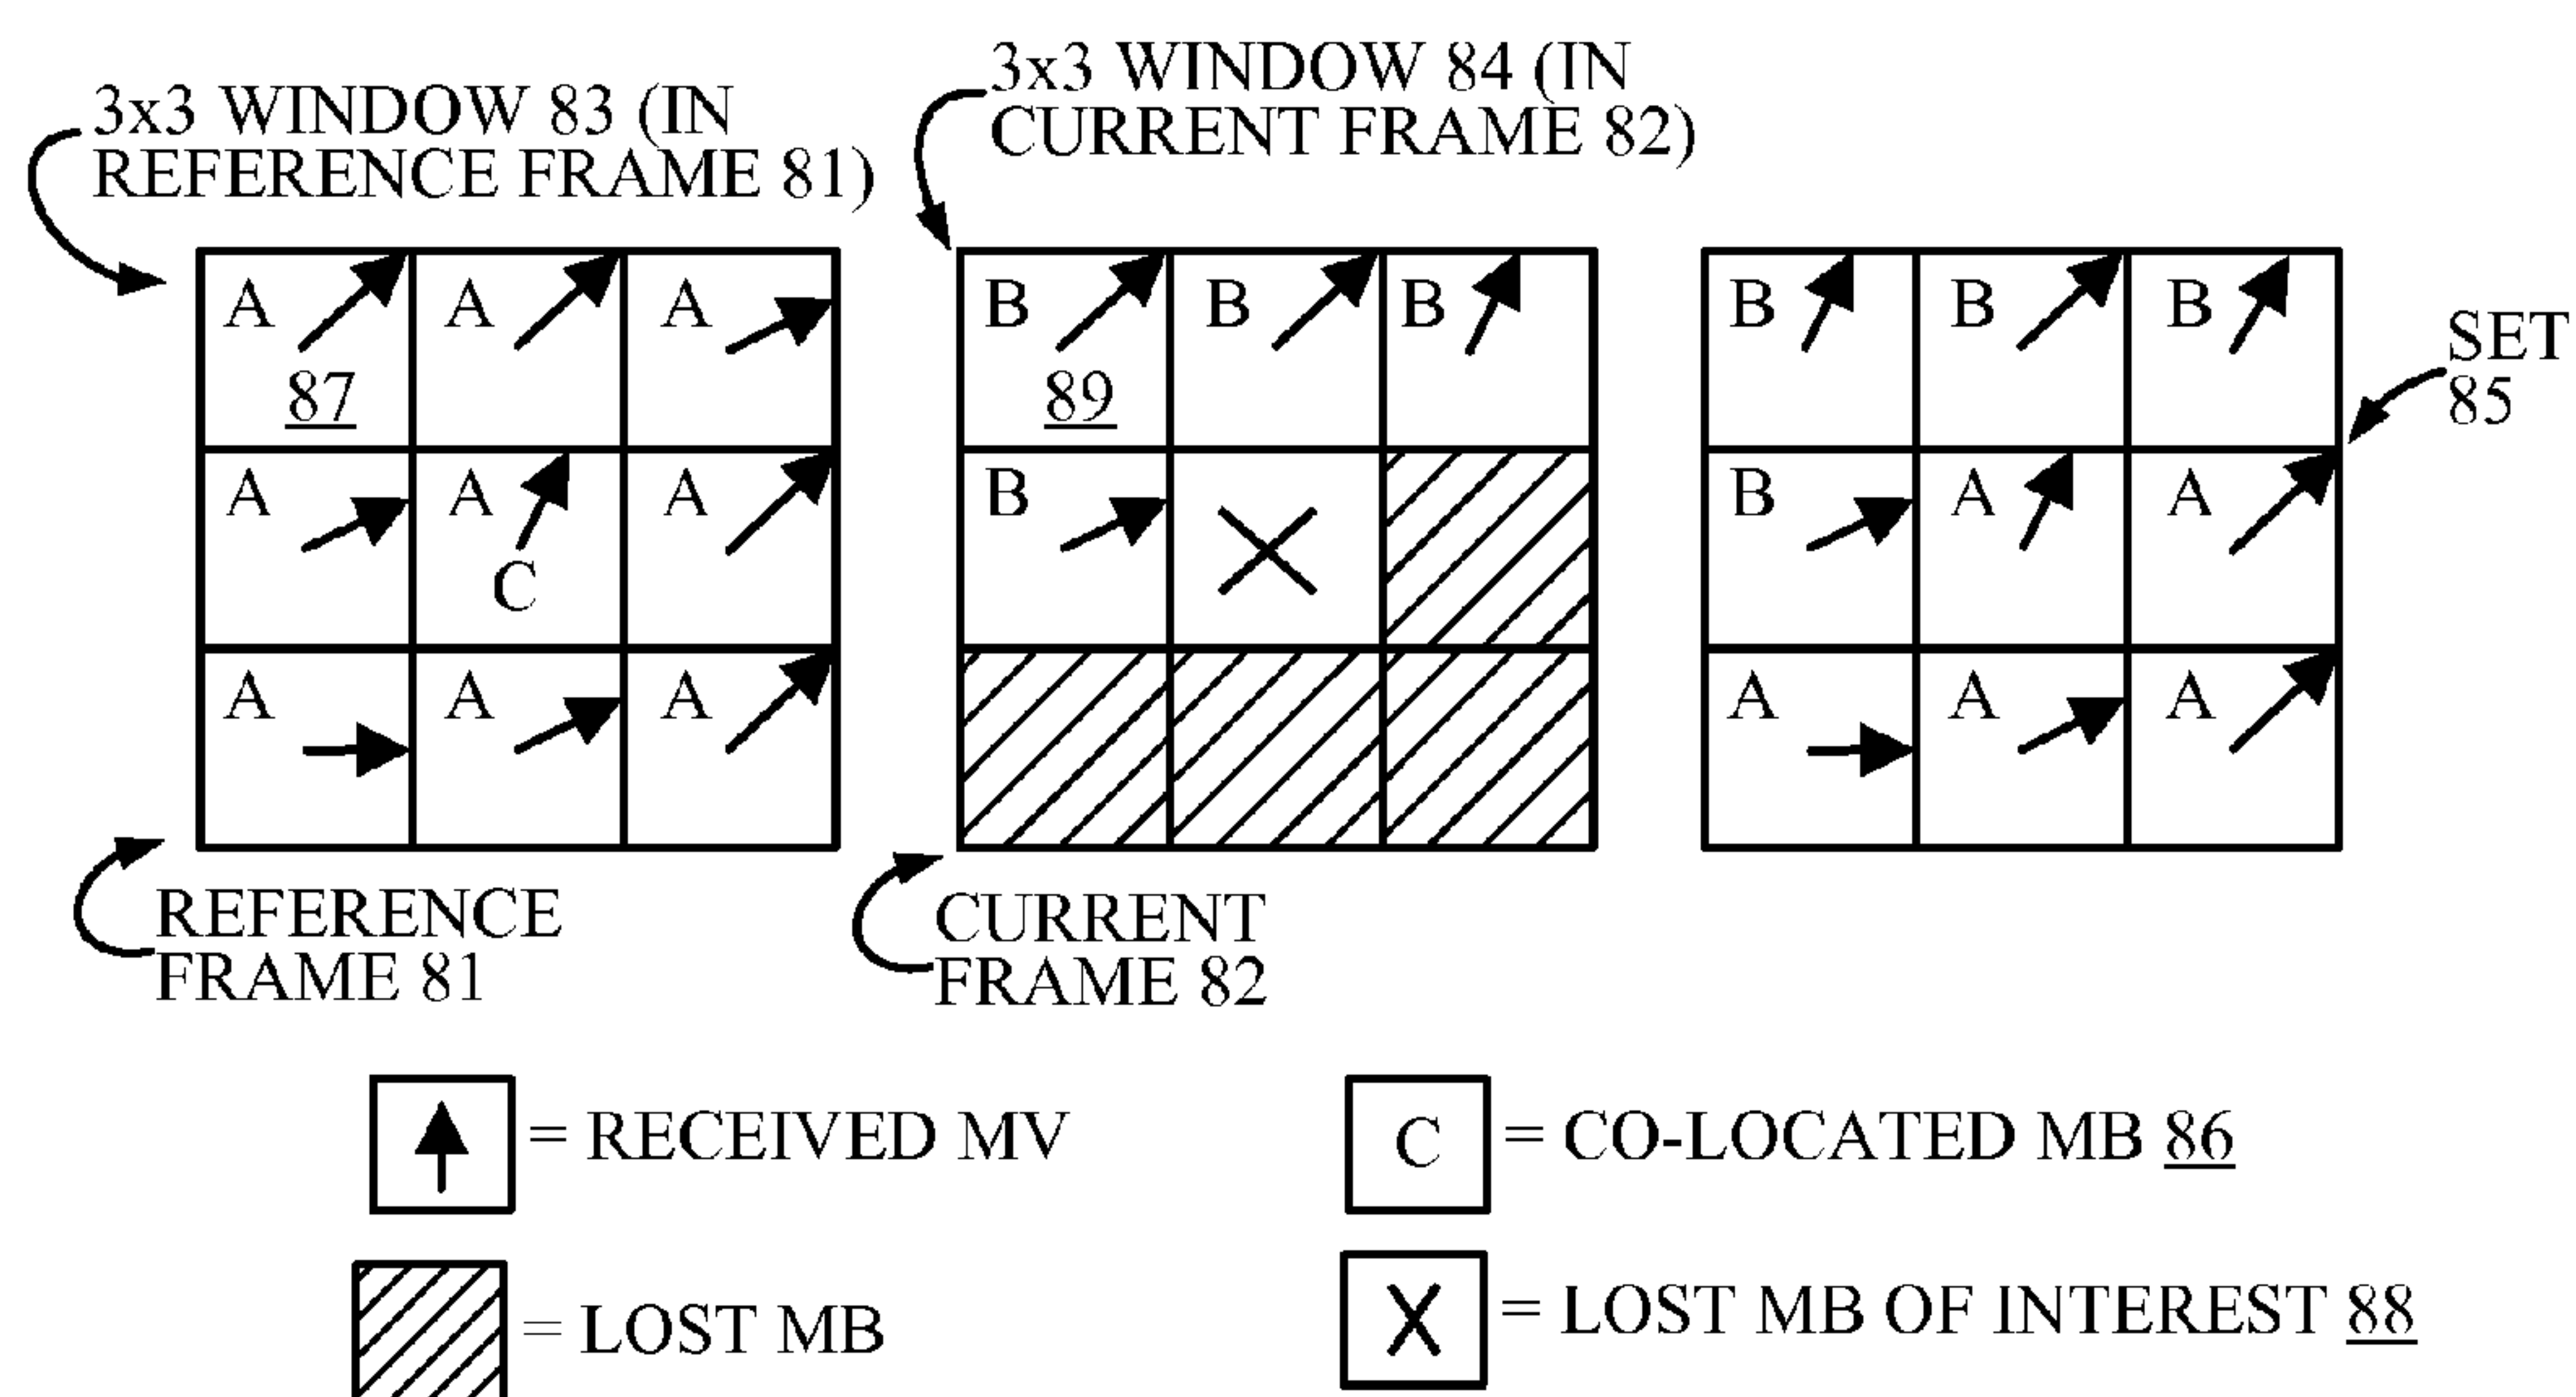 3x3 WINDOW 83 (IN
REFERENCE FRAME 81)
3x3 WINDOW 84 (IN
CURRENT FRAME 82)
A A A
87
A A A
C
A A A
B B B
89
B
B B B
B A A
A A A
SET
85
REFERENCE
FRAME 81
CURRENT
FRAME 82
= RECEIVED MV
C = CO-LOCATED MB 86
= LOST MB
X = LOST MB OF INTEREST 88